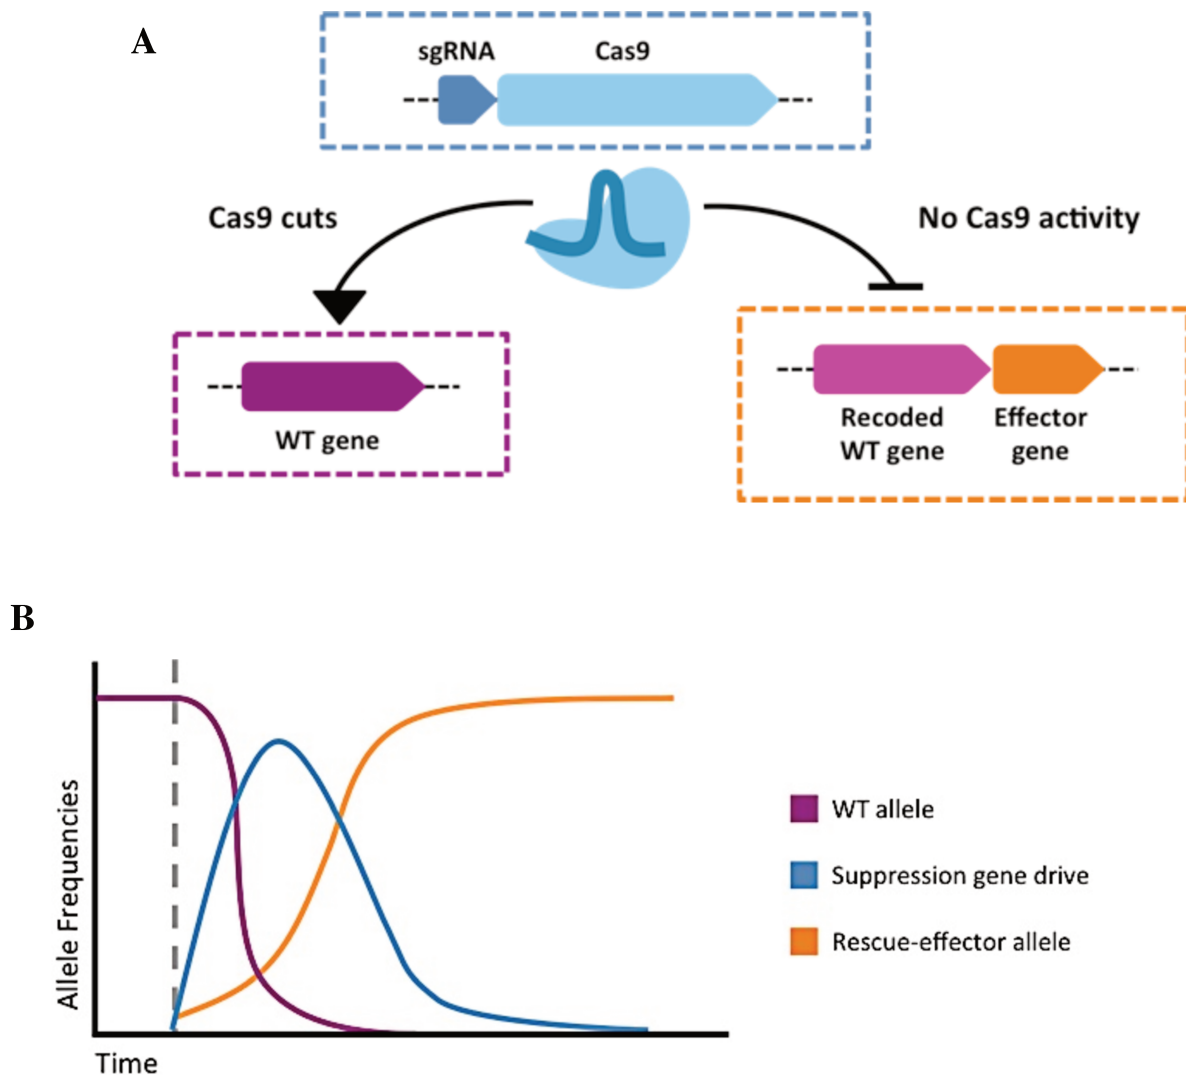 A
sgRNA
Cas9
Cas9 cuts
No Cas9 activity
WT gene
Recoded
WT gene
Effector
gene
B
Allele Frequencies
Time
WT allele
Suppression gene drive
Rescue-effector allele